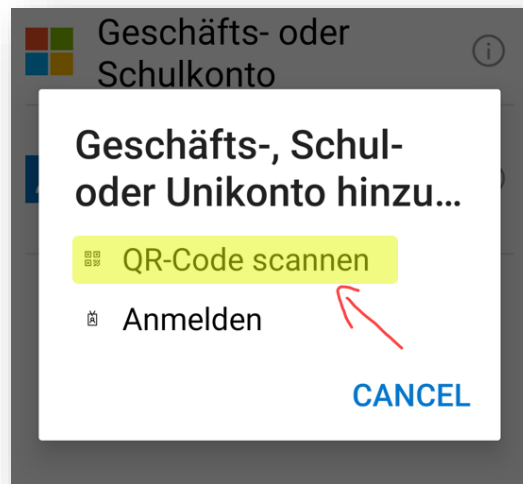 Geschäfts- oder
Schulkonto
Geschäfts-, Schul-
oder Unikonto hinzu...
QR-Code scannen
Anmelden
CANCEL